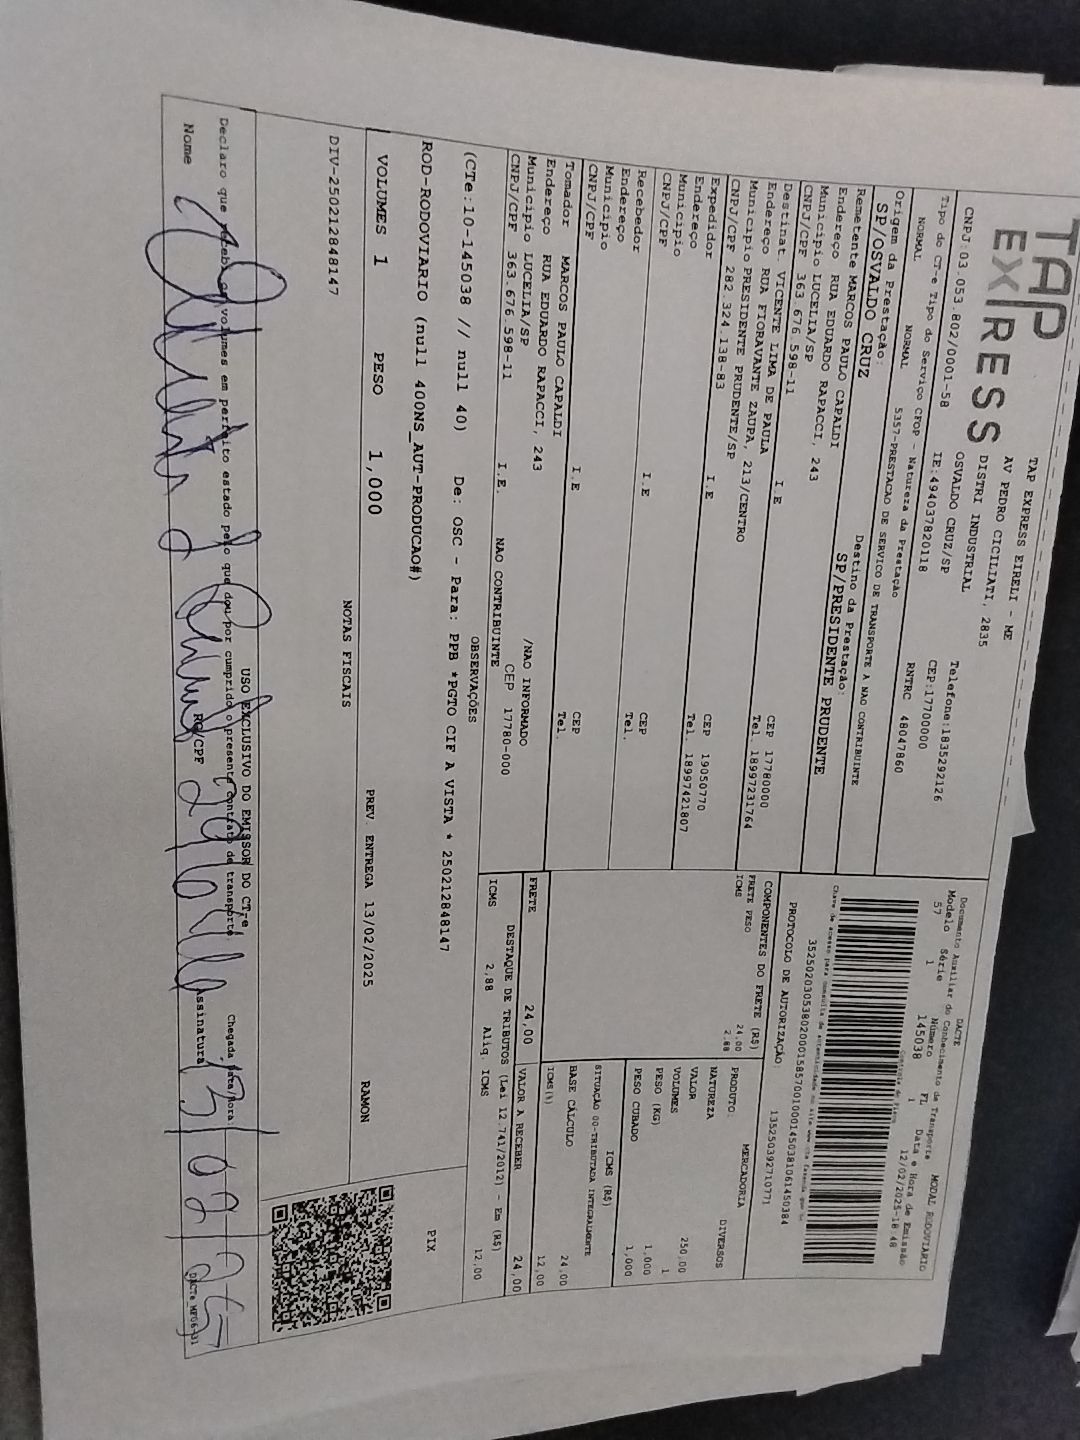 TAP
EXPRESS
TAP EXPRESS EIRELI - ME
AV PEDRO CICILIATI, 2835
DISTRI INDUSTRIAL
OSVALDO CRUZ/SP
Telefone:1835292126
CEP:17700000
CNPJ:03.053.802/0001-58
IE:494037820118
RNTRC 48047860
Tipo do CT-e Tipo do Serviço CFOP - Natureza da Prestação
NORMAL NORMAL 5357-PRESTACAO DE SERVICO DE TRANSPORTE A NAO CONTRIBUINTE
Origem da Prestação: Destino da Prestação:
SP/OSVALDO CRUZ SP/PRESIDENTE PRUDENTE
DACTE
Documento Auxiliar do Conhecimento de Transporte
MODAL RODOVIARIO
Modelo Série Número FL Data e Hora de Emissão
57 1 145038 1 12/02/2025-18:48
Controle do Fisco
PROTOCOLO DE AUTORIZAÇÃO: 135250392710771
Remetente MARCOS PAULO CAPALDI
Endereço RUA EDUARDO RAPACCI, 243
Municipio LUCELIA/SP CEP 17780000
CNPJ/CPF 363.676.598-11 I.E Tel. 18997231764
Destinat. VICENTE LIMA DE PAULA
Endereço RUA FIORAVANTE ZAUPA, 213/CENTRO
Municipio PRESIDENTE PRUDENTE/SP CEP 19050770
CNPJ/CPF 282.324.138-83 I.E Tel. 18997421807
Expedidor
Endereço
Municipio CEP
CNPJ/CPF I.E Tel.
Recebedor
Endereço
Municipio CEP
CNPJ/CPF I.E Tel.
Tomador MARCOS PAULO CAPALDI
Endereço RUA EDUARDO RAPACCI, 243 /NAO INFORMADO
Municipio LUCELIA/SP CEP 17780-000
CNPJ/CPF 363.676.598-11 I.E. NAO CONTRIBUINTE
COMPONENTES DO FRETE (R$)
FRETE PESO 24,00
ICMS 2,88
FRETE 24,00
PRODUTO: MERCADORIA
NATUREZA DIVERSOS
VALOR 250,00
VOLUMES 1
PESO (KG) 1,000
PESO CUBADO 1,000
ICMS (R$)
SITUAÇÃO 00-TRIBUTADA INTEGRALMENTE
BASE CÁLCULO 24,00
ICMS(%) 12,00
VALOR A RECEBER 24,00
DESTAQUE DE TRIBUTOS (Lei 12.741/2012) - Em (R$)
ICMS 2,88 Aliq. ICMS 12,00
OBSERVAÇÕES
(CTe:10-145038 // null 40) De: OSC - Para: PPB *PGTO CIF A VISTA * 250212848147
ROD-RODOVIARIO (null 400NS_AUT-PRODUCAO#)
PIX
VOLUMES 1 PESO 1,000 PREV. ENTREGA 13/02/2025 RAMON
NOTAS FISCAIS
DIV-250212848147
USO EXCLUSIVO DO EMISSOR DO CT-e
Declaro que recebi os volumes em perfeito estado pelo que dou por cumprido o presente contrato de transporte.
Chegada Data/Hora
Nome RG/CPF Assinatura
13/02/25